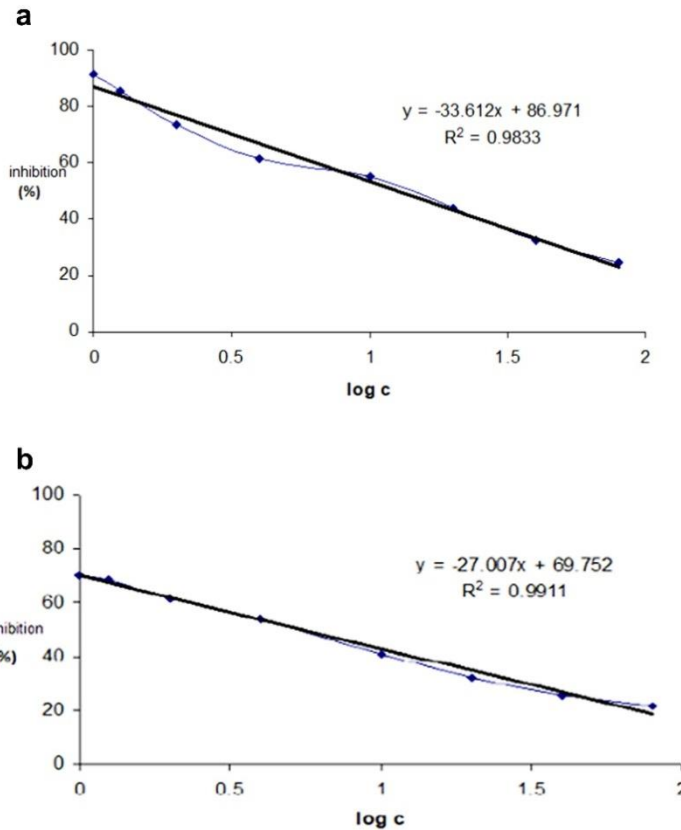 a
100
80
60
40
20
0
inhibition
(%)
y = -33.612x + 86.971
R² = 0.9833
0 0.5 1 1.5 2
log c
b
100
80
60
40
20
0
nibition
%)
y = -27.007x + 69.752
R² = 0.9911
0 0.5 1 1.5 2
log c